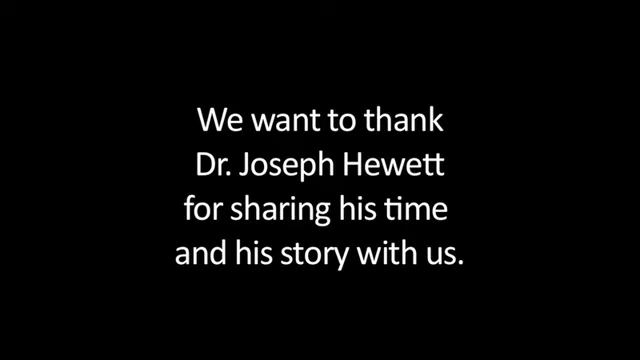 We want to thank
Dr. Joseph Hewett
for sharing his time
and his story with us.